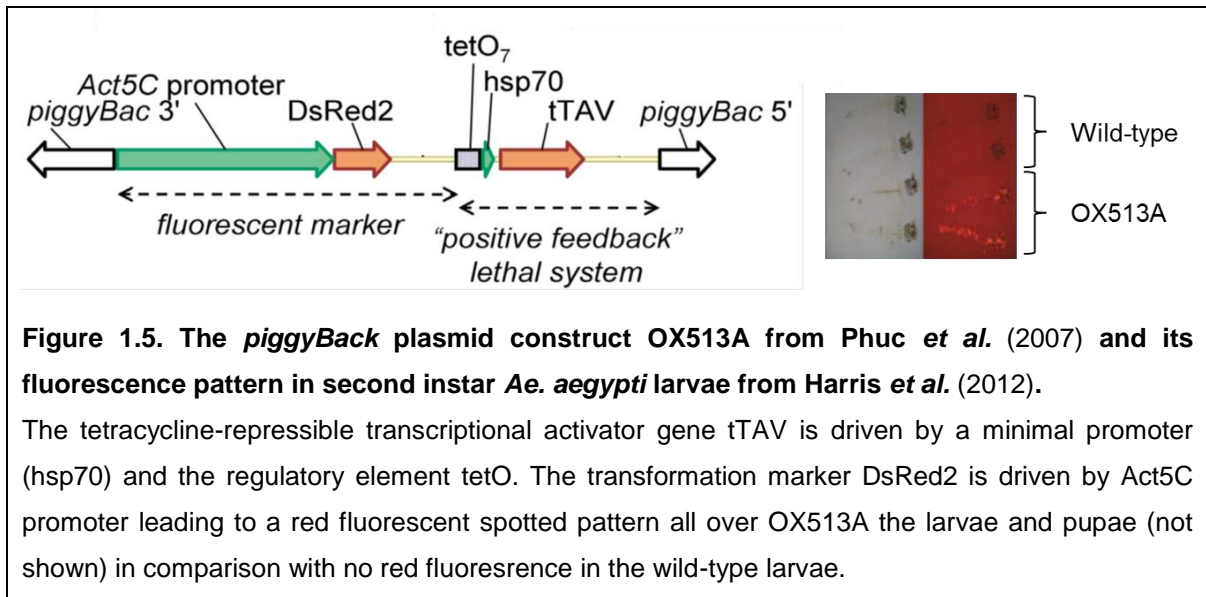 tetO₇
Act5C promoter
hsp70
piggyBac 3'
DsRed2
tTAV
piggyBac 5'
fluorescent marker
"positive feedback"
lethal system
Wild-type
OX513A
Figure 1.5. The piggyBack plasmid construct OX513A from Phuc et al. (2007) and its
fluorescence pattern in second instar Ae. aegypti larvae from Harris et al. (2012).
The tetracycline-repressible transcriptional activator gene tTAV is driven by a minimal promoter
(hsp70) and the regulatory element tetO. The transformation marker DsRed2 is driven by Act5C
promoter leading to a red fluorescent spotted pattern all over OX513A the larvae and pupae (not
shown) in comparison with no red fluoresrence in the wild-type larvae.